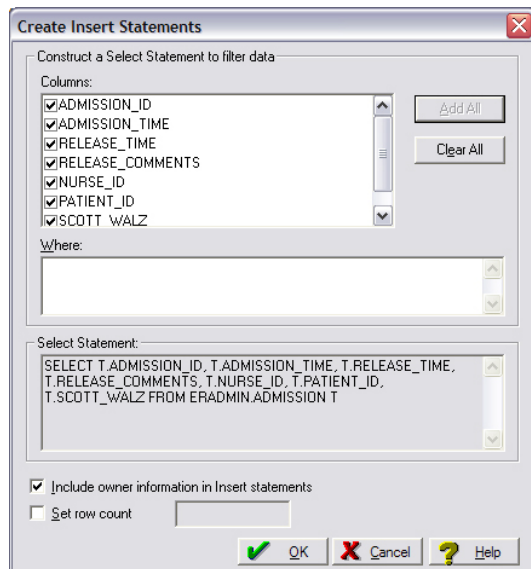 Create Insert Statements
Construct a Select Statement to filter data
Columns:
ADMISSION_ID
ADMISSION_TIME
RELEASE_TIME
RELEASE_COMMENTS
NURSE_ID
PATIENT_ID
SCOTT_WALZ
Add All
Clear All
Where:
Select Statement:
SELECT T.ADMISSION_ID, T.ADMISSION_TIME, T.RELEASE_TIME,
T.RELEASE_COMMENTS, T.NURSE_ID, T.PATIENT_ID,
T.SCOTT_WALZ FROM ERADMIN.ADMISSION T
Include owner information in Insert statements
Set row count
OK
Cancel
Help